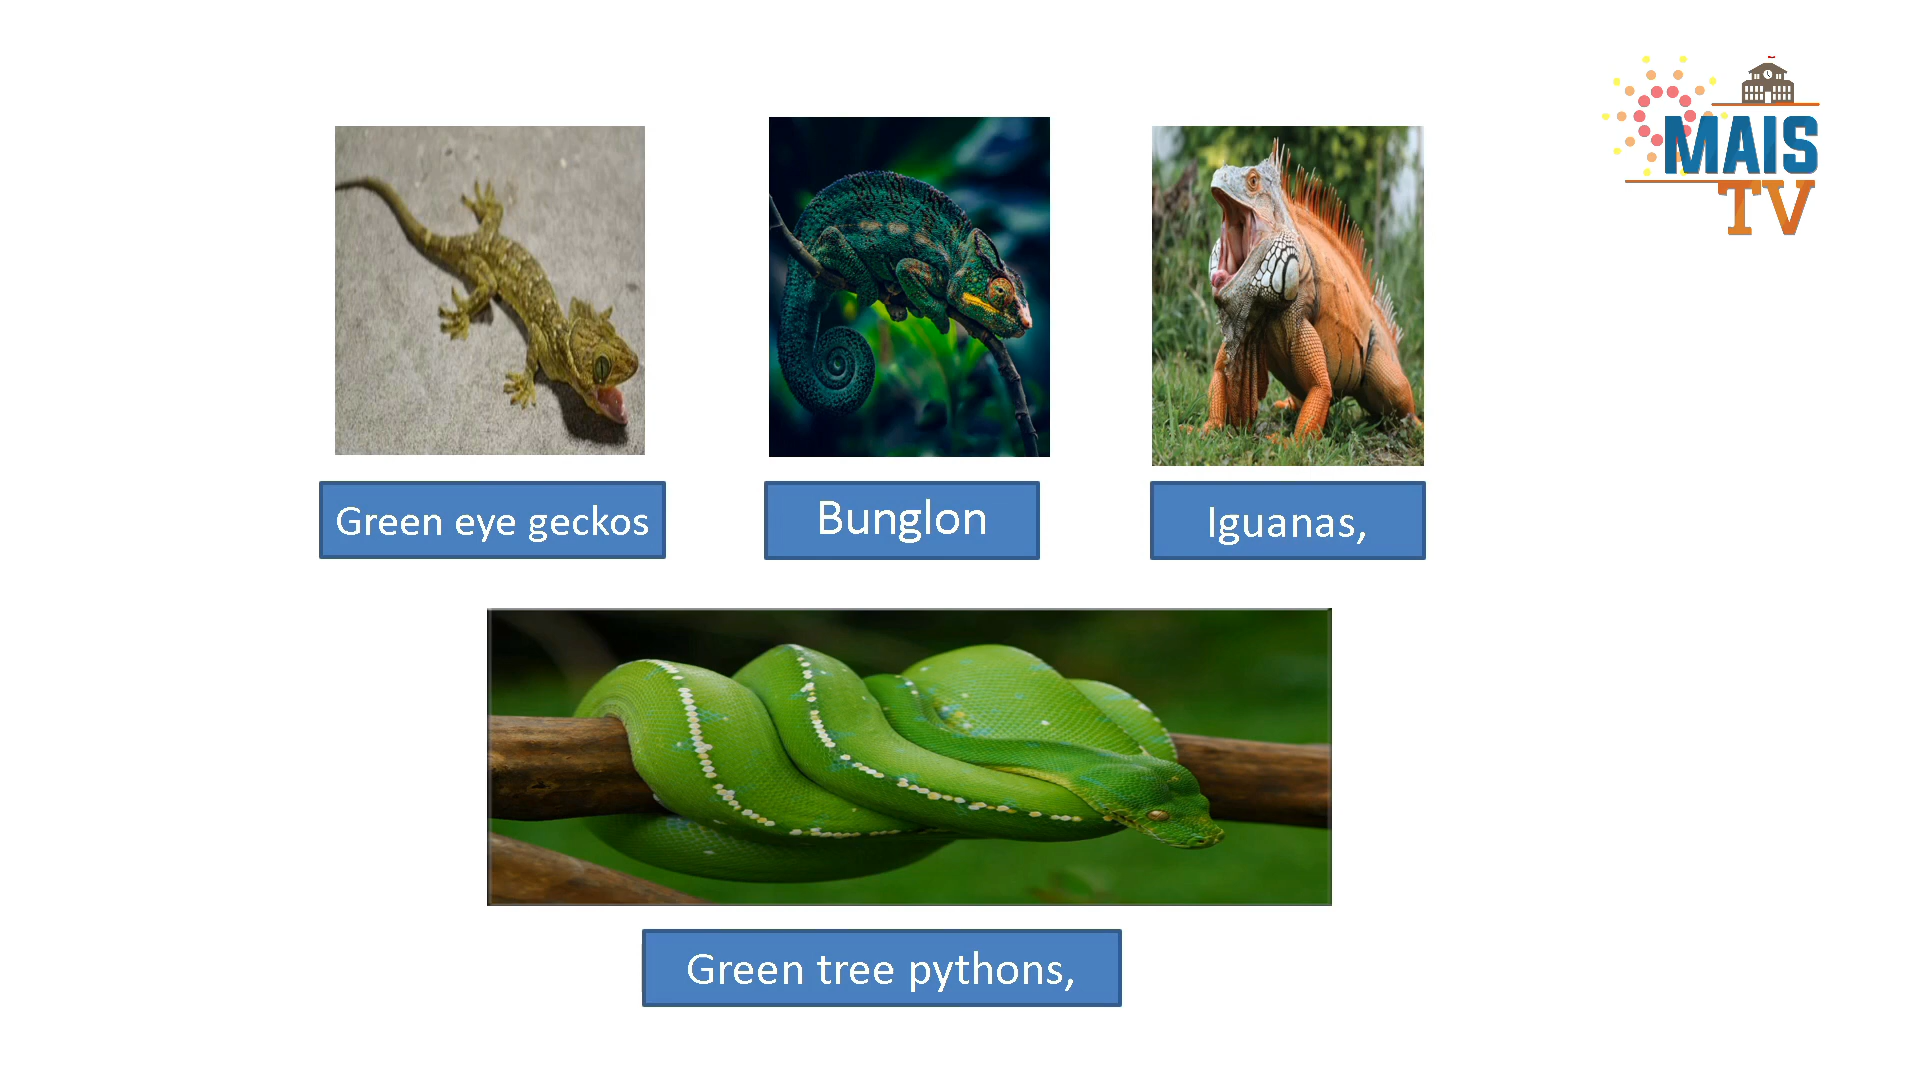 MAIS
TV
Green eye geckos
Bunglon
Iguanas,
Green tree pythons,